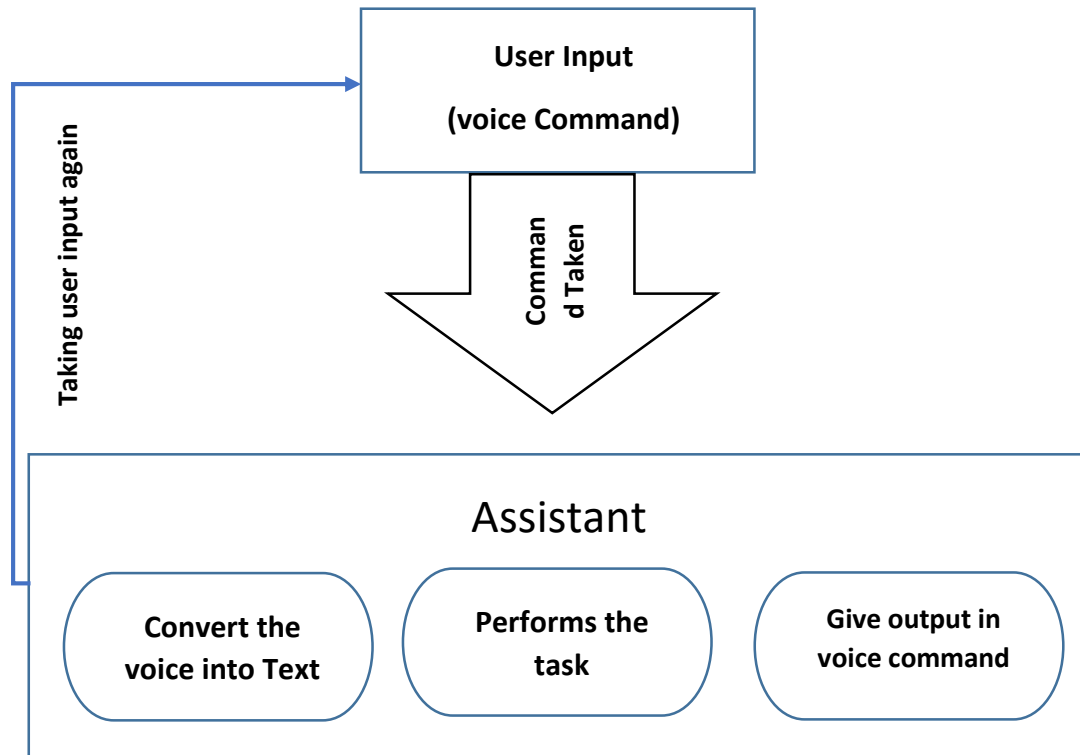 User Input
(voice Command)
Taking user input again
Comman
d Taken
Assistant
Convert the
voice into Text
Performs the
task
Give output in
voice command